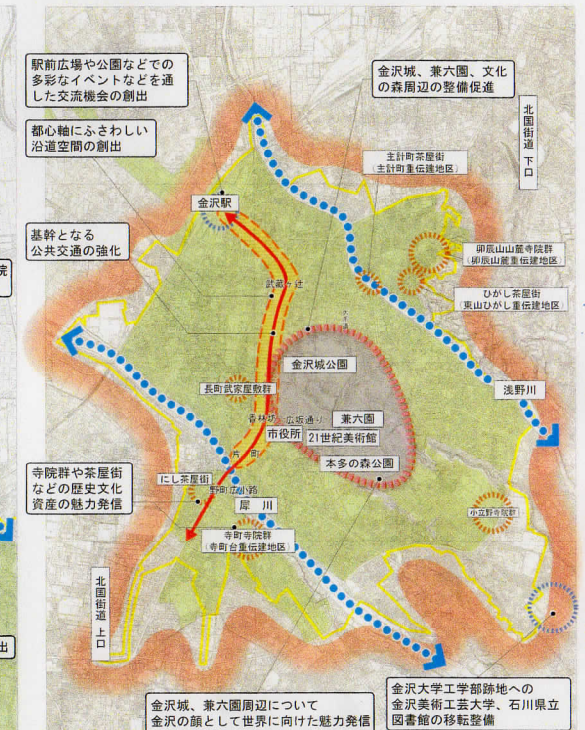 駅前広場や公園などでの
多彩なイベントなどを通
した交流機会の創出
金沢城、兼六園、文化
の森周辺の整備促進
北国街道 下口
都心軸にふさわしい
沿道空間の創出
主計町茶屋街
(主計町重伝建地区)
金沢駅
基幹となる
公共交通の強化
卯辰山山麓寺院群
(卯辰山麓重伝建地区)
院
武蔵ヶ辻
ひがし茶屋街
(東山ひがし重伝建地区)
金沢城公園
長町武家屋敷群
浅野川
香林坊
広坂通り
兼六園
市役所
21世紀美術館
片町
本多の森公園
寺院群や茶屋街
などの歴史文化
資産の魅力発信
にし茶屋街
野町広小路
犀川
小立野寺院群
寺町寺院群
(寺町台重伝建地区)
北国街道 上口
出
金沢城、兼六園周辺について
金沢の顔として世界に向けた魅力発信
金沢大学工学部跡地への
金沢美術工芸大学、石川県立
図書館の移転整備